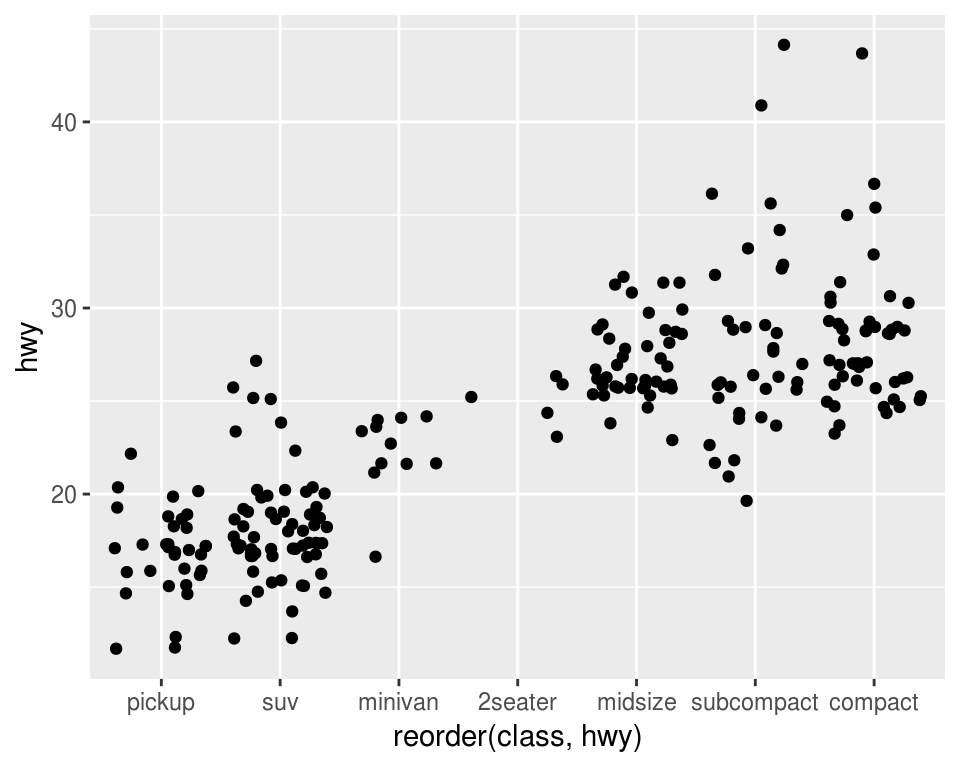 hwy
40
30
20
pickup suv minivan 2seater midsize subcompact compact
reorder(class, hwy)